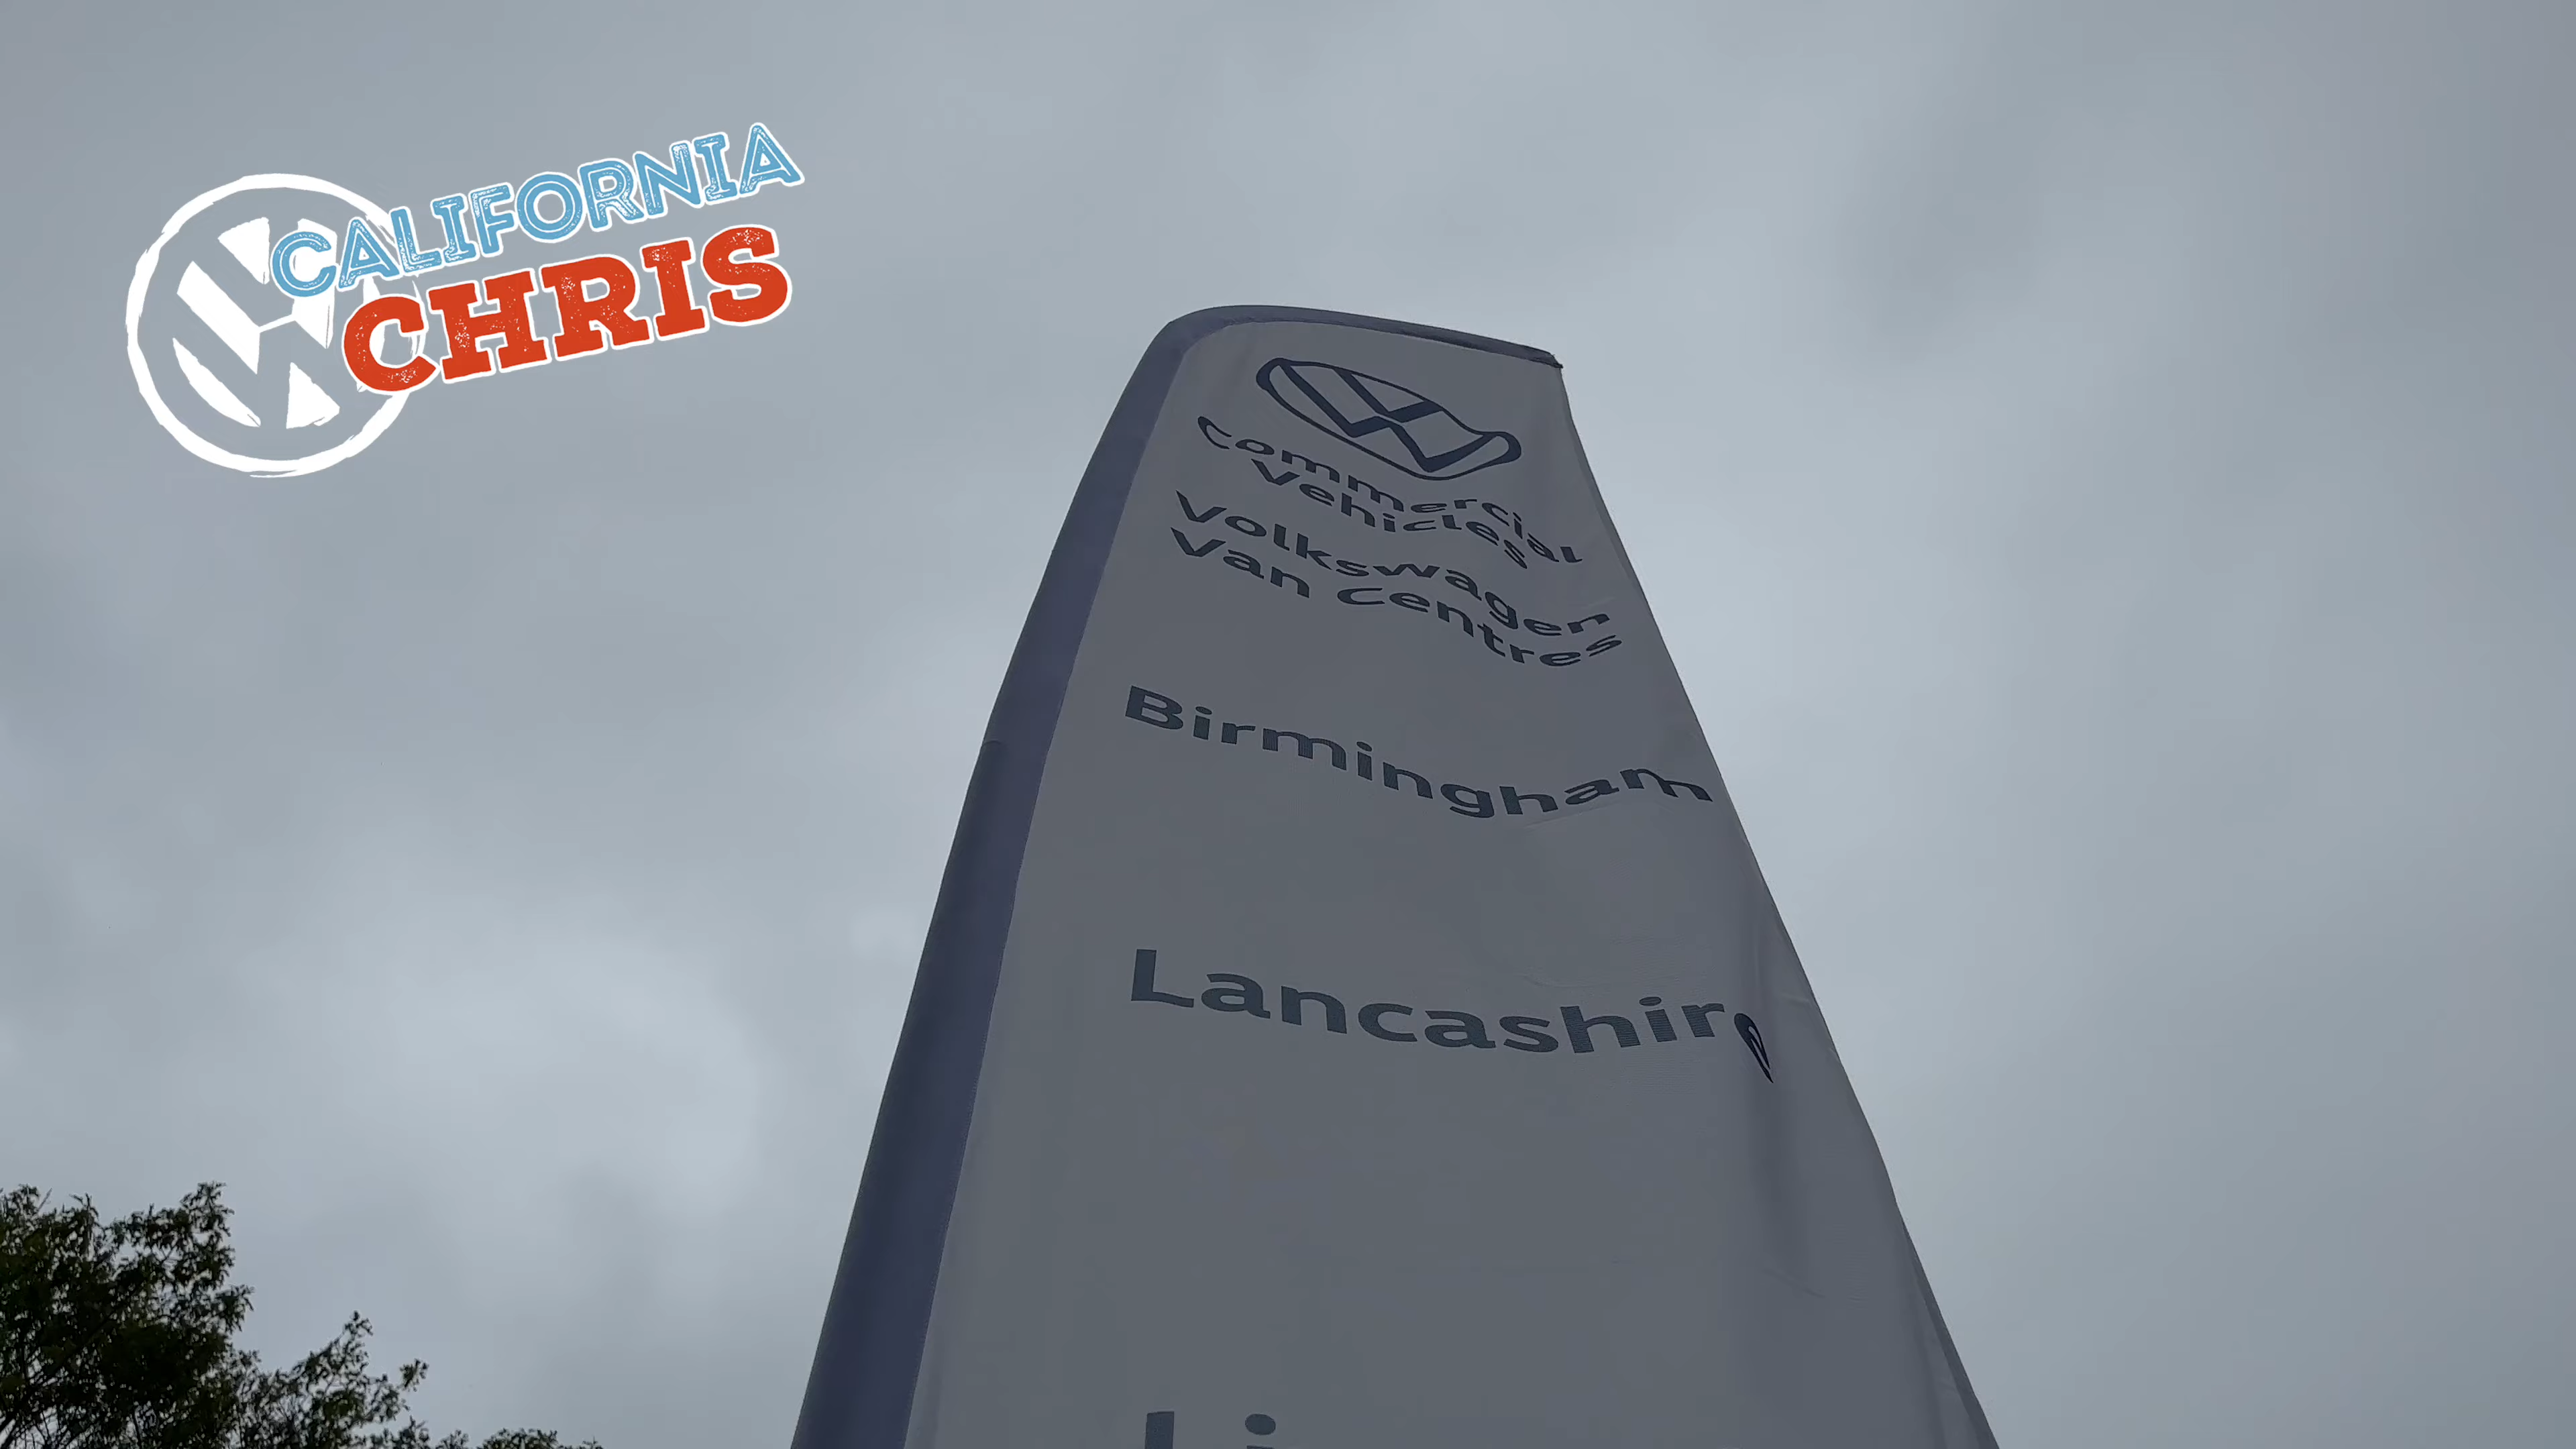 CALIFORNIA
CHRIS
Commercial
Vehicles
Volkswagen
Van Centres
Birmingham
Lancashire